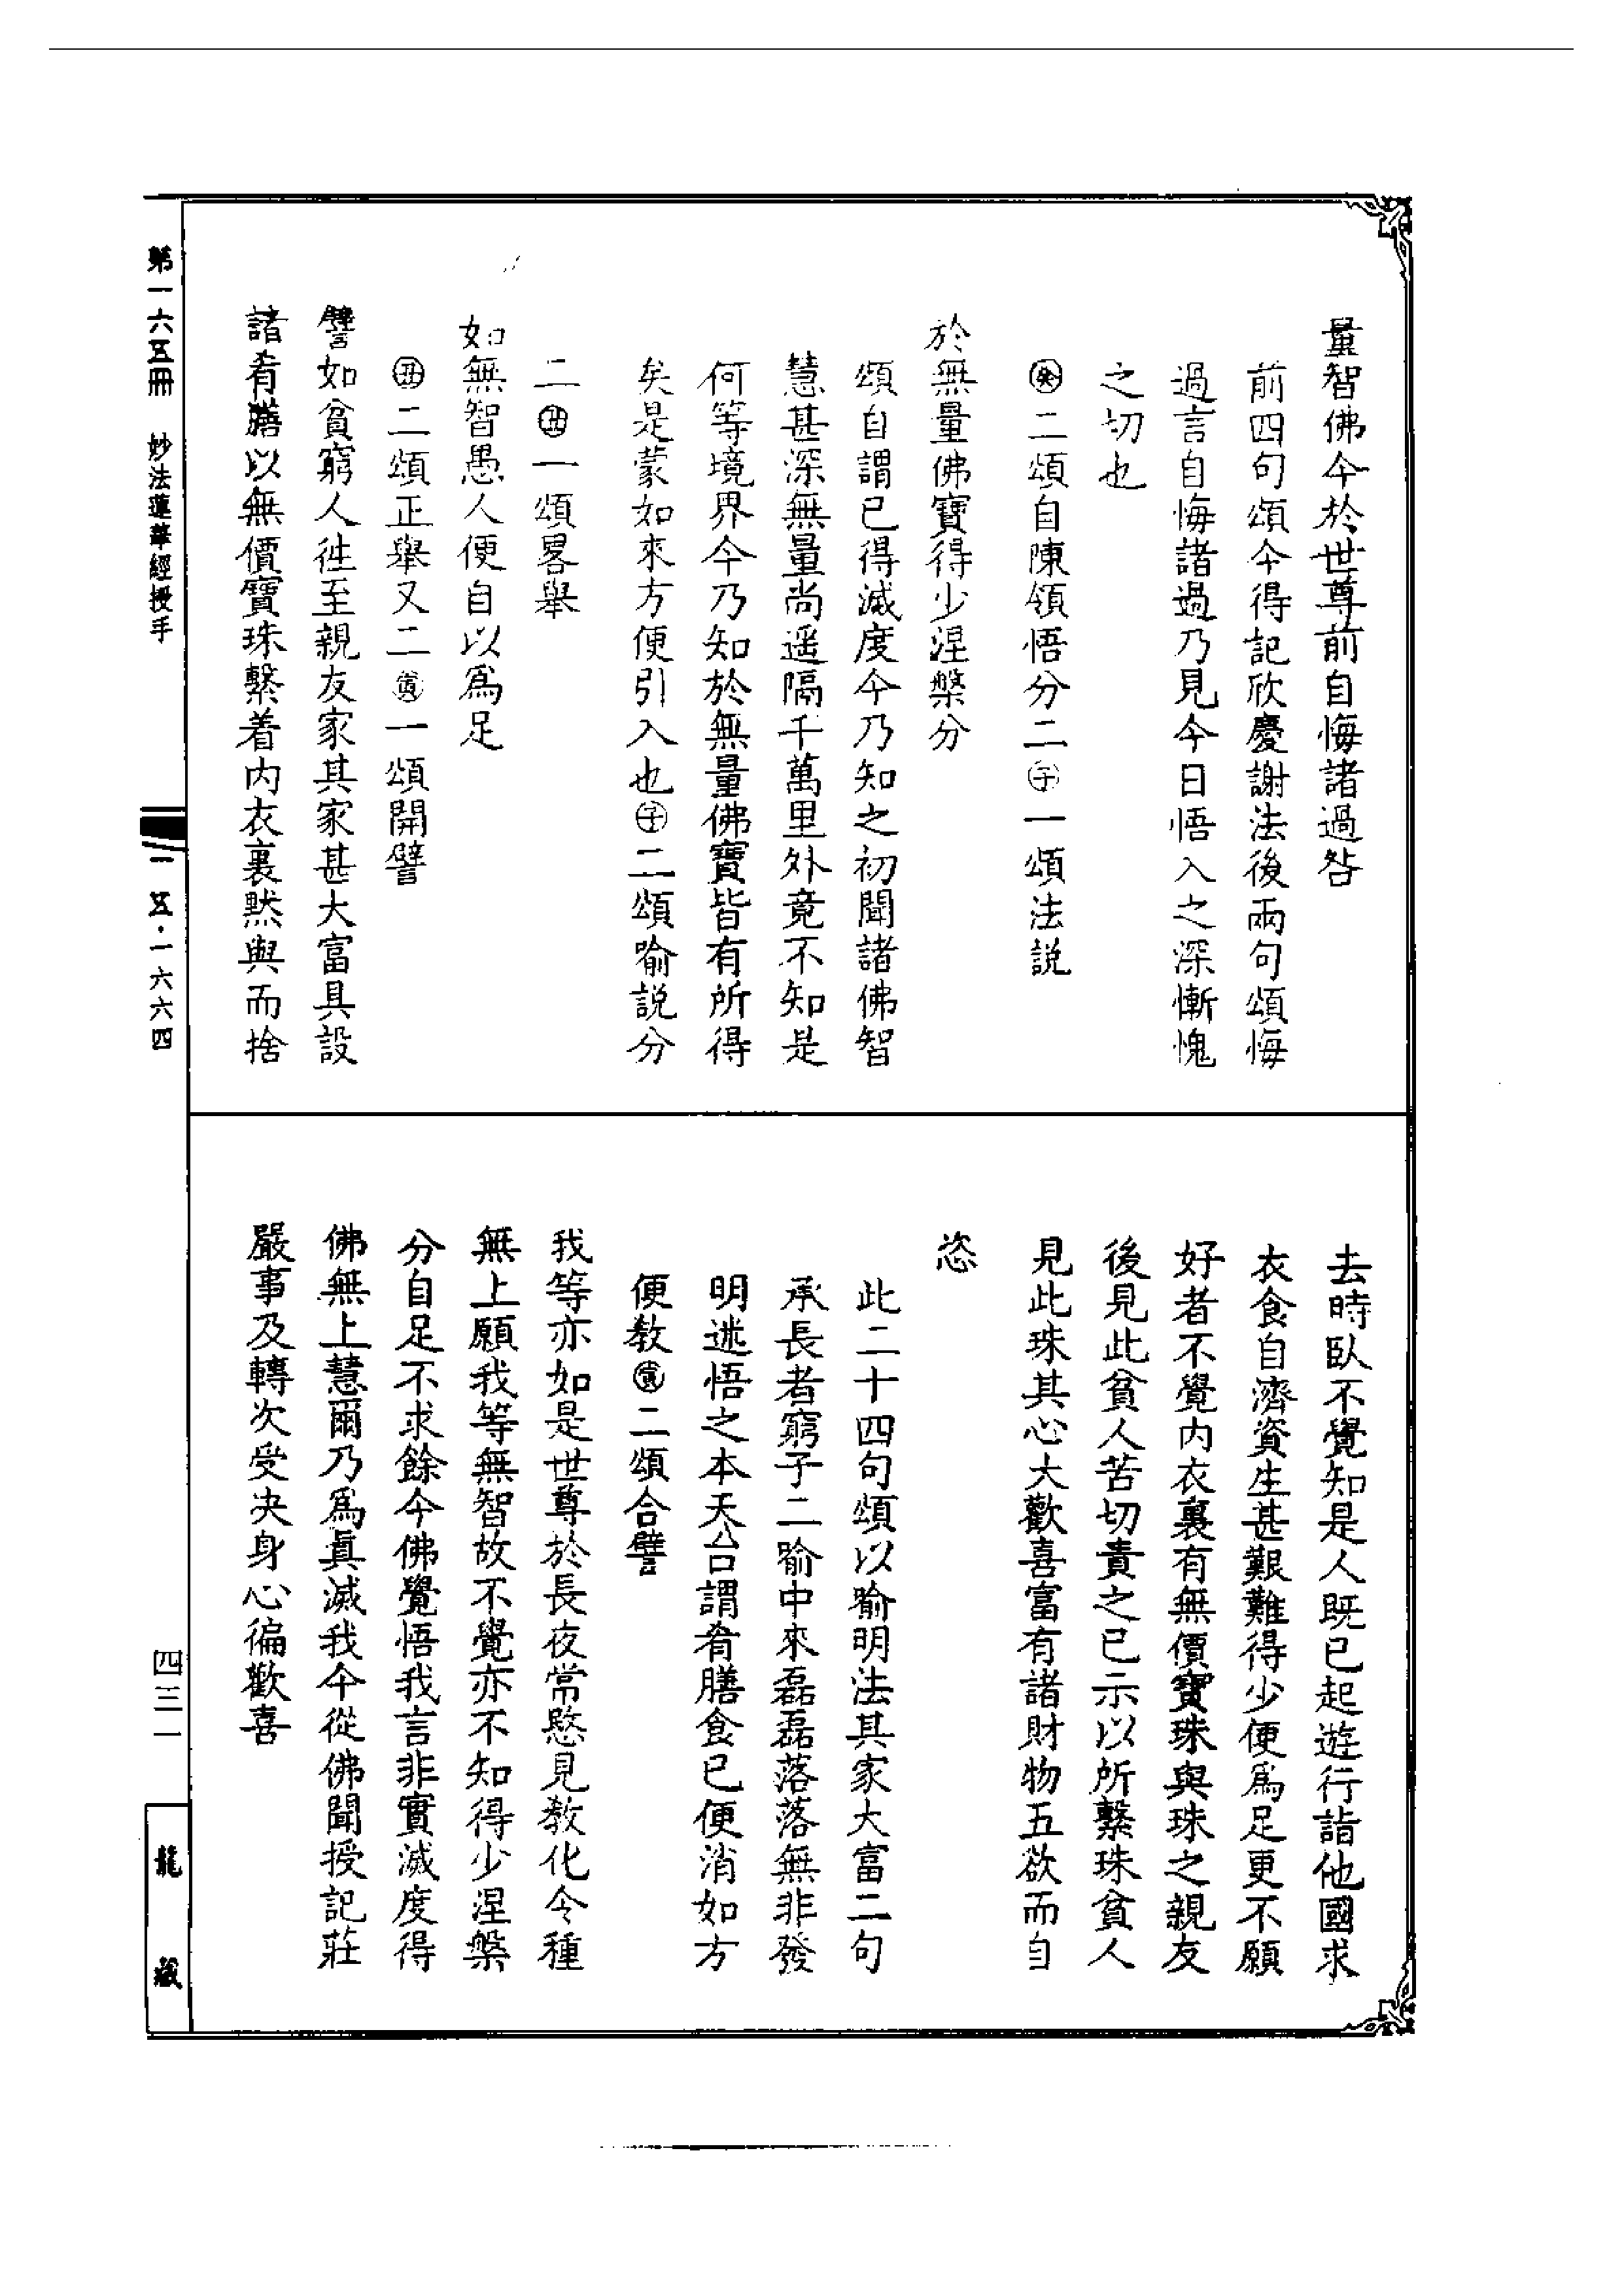 量智佛今於世尊前自悔諸過咎
前四句頌今得記欣慶謝法後兩句頌悔
過言自悔諸過乃見今日悟入之深慚愧
之切也
㊋二頌自陳領悟分二㊋一頌法説
於無量佛寶得少涅槃分
頌自謂已得滅度今乃知之初聞諸佛智
慧甚深無量尚遥隔千萬里外竟不知是
何等境界今乃知於無量佛寶皆有所得
矣是蒙如來方便引入也子二頌喻説分
二丑一頌畧舉
如無智愚人便自以爲足
丑二頌正舉又二寅一頌開譬
譬如貧窮人徃至親友家其家甚大富具設
諸肴膳以無價寶珠繫着内衣裏黙與而捨
去時臥不覺知是人既已起遊行詣他國求
衣食自濟資生甚艱難得少便爲足更不願
好者不覺内衣裏有無價寶珠與珠之親友
後見此貧人苦切責之已示以所繫珠貧人
見此珠其心大歡喜富有諸財物五欲而自
恣
此二十四句頌以喻明法其家大富二句
承長者窮子二喻中來磊磊落落無非發
明迷悟之本天台謂肴膳食已便消如方
便教寅二頌合譬
我等亦如是世尊於長夜常愍見教化令種
無上願我等無智故不覺亦不知得少涅槃
分自足不求餘今佛覺悟我言非實滅度得
佛無上慧爾乃爲眞滅我今從佛聞授記莊
嚴事及轉次受决身心徧歡喜
第一六五冊　妙法蓮華經授手
一五·一六六四
四三一
龍藏